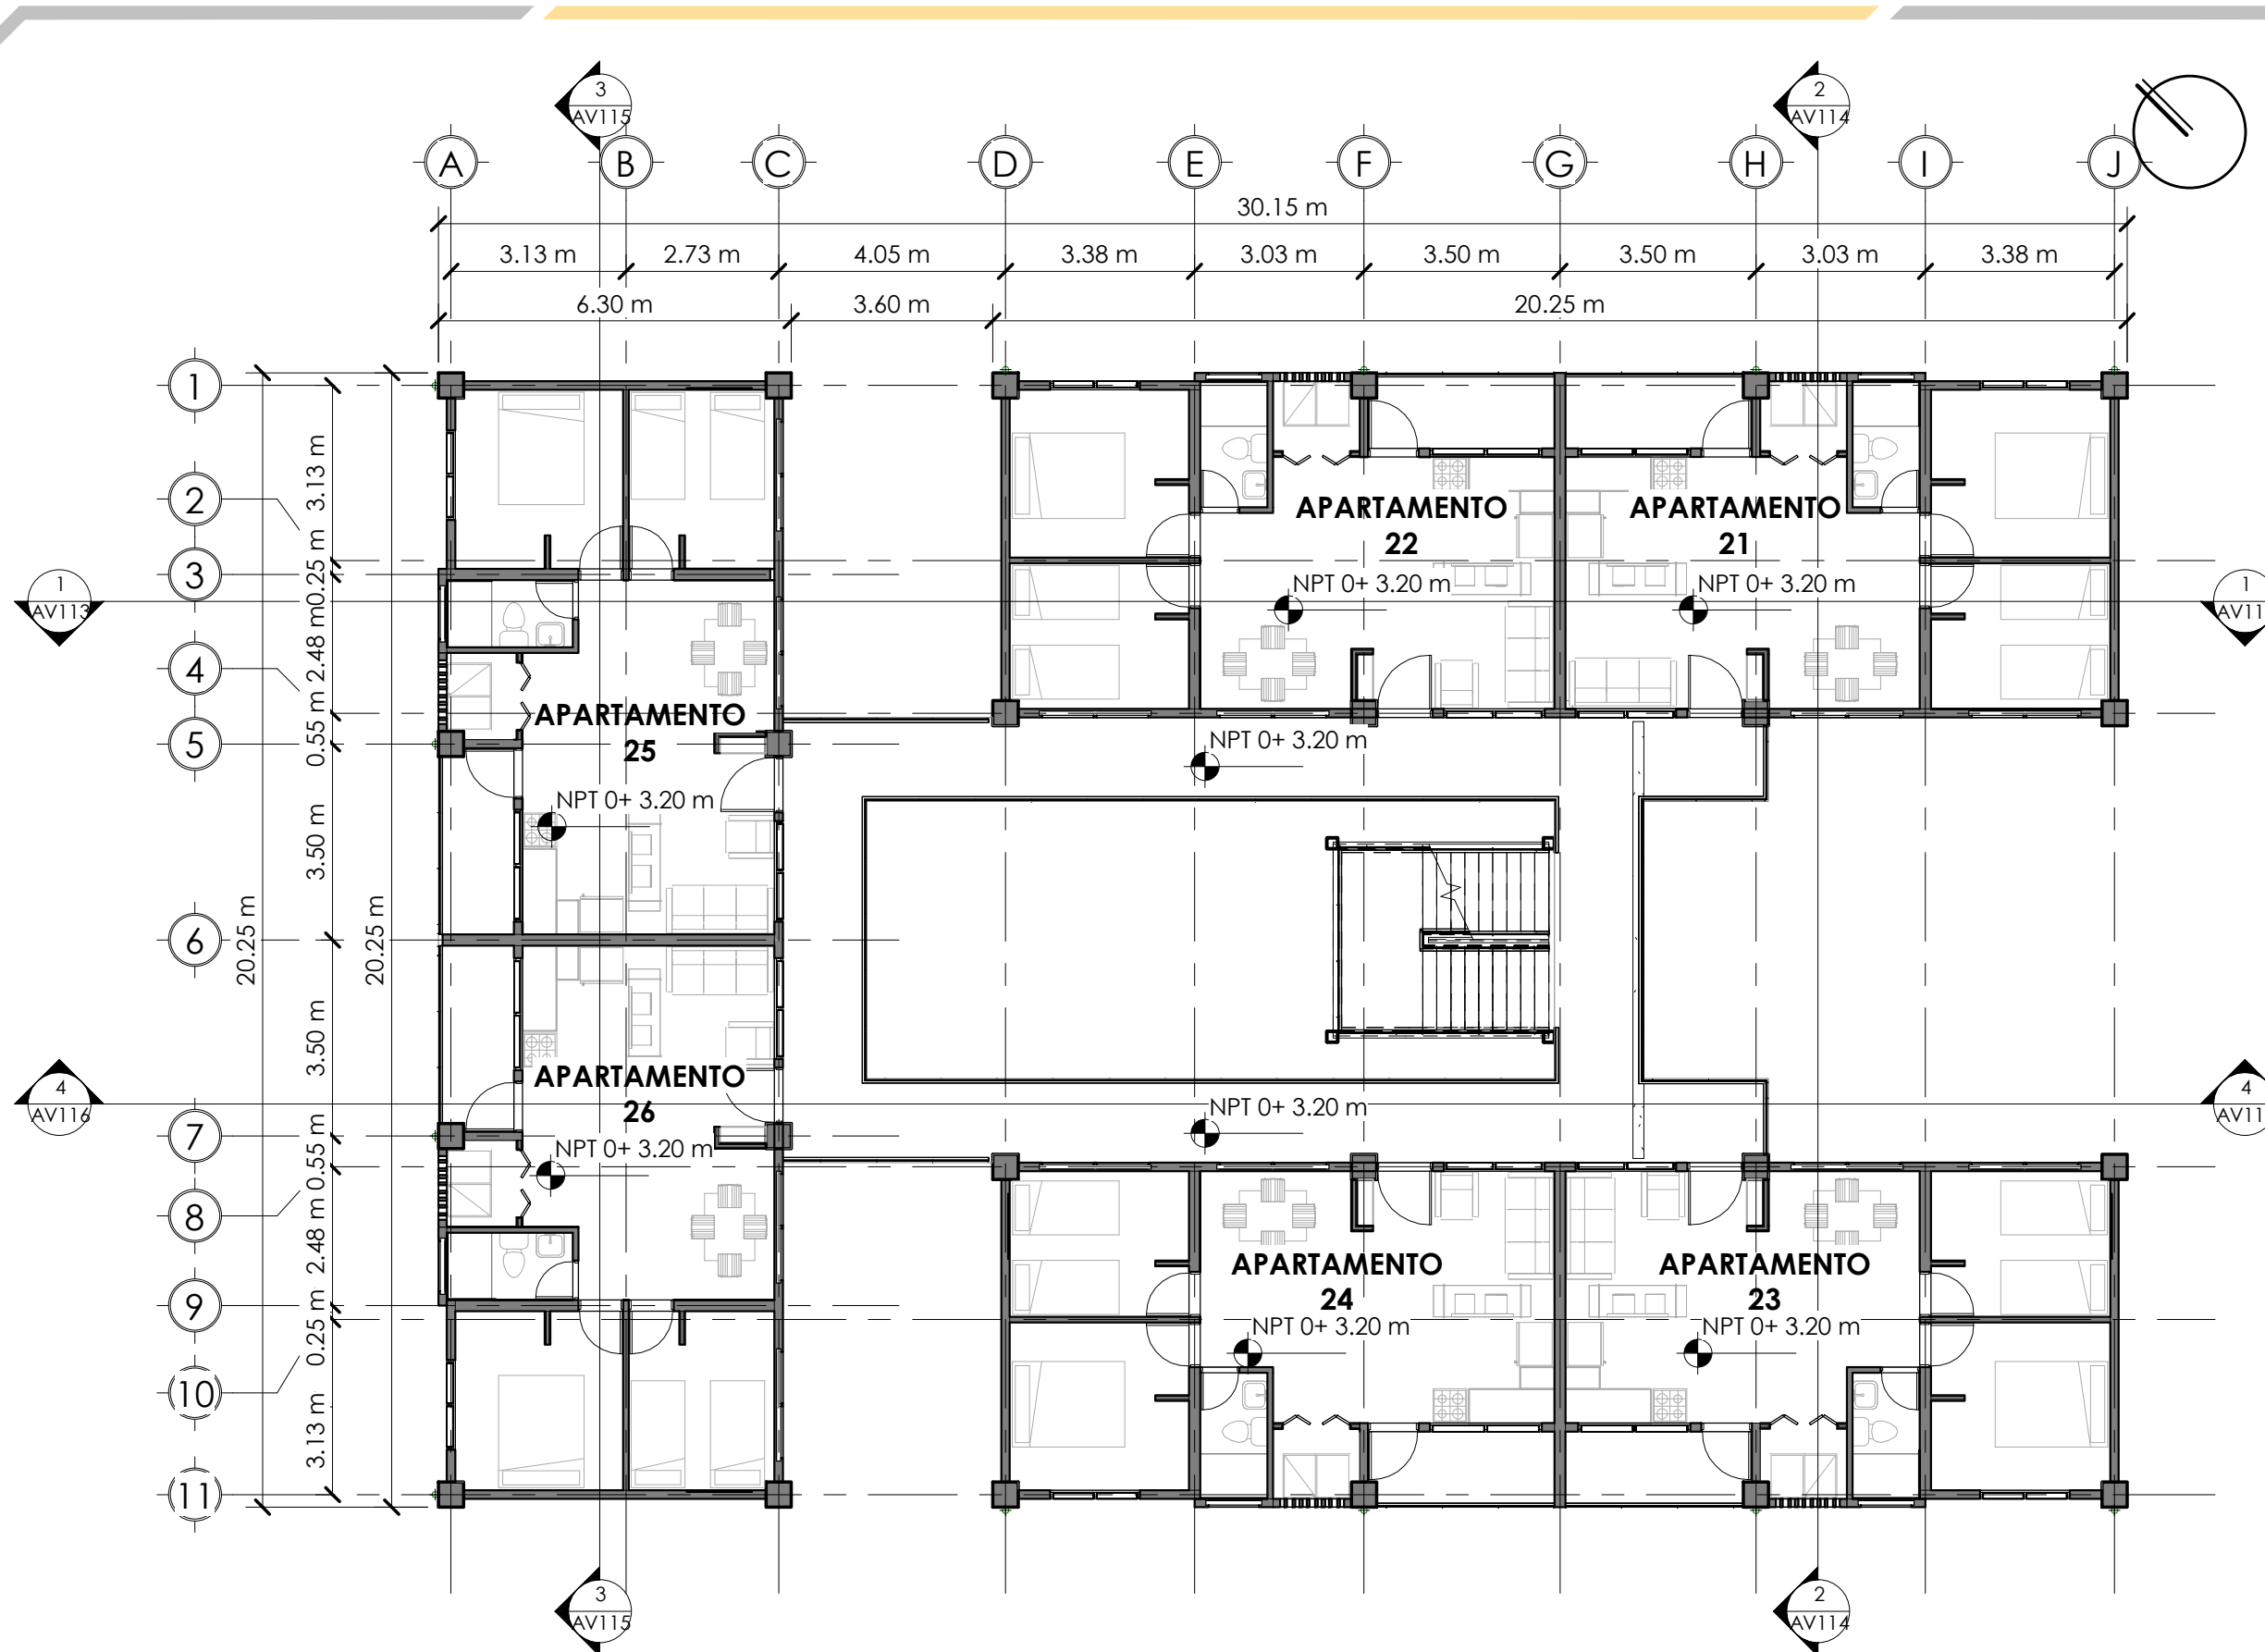 3
AV115
2
AV114
A
B
C
D
E
F
G
H
I
J
30.15 m
3.13 m
2.73 m
4.05 m
3.38 m
3.03 m
3.50 m
3.50 m
3.03 m
3.38 m
6.30 m
3.60 m
20.25 m
1
2
3
4
5
6
7
8
9
10
11
3.13 m
0.25 m
2.48 m
0.55 m
3.50 m
3.50 m
0.55 m
2.48 m
0.25 m
3.13 m
20.25 m
20.25 m
1
AV113
1
AV11
4
AV116
4
AV11
APARTAMENTO
22
NPT 0+ 3.20 m
APARTAMENTO
21
NPT 0+ 3.20 m
APARTAMENTO
25
NPT 0+ 3.20 m
NPT 0+ 3.20 m
APARTAMENTO
26
NPT 0+ 3.20 m
NPT 0+ 3.20 m
APARTAMENTO
24
NPT 0+ 3.20 m
APARTAMENTO
23
NPT 0+ 3.20 m
3
AV115
2
AV114